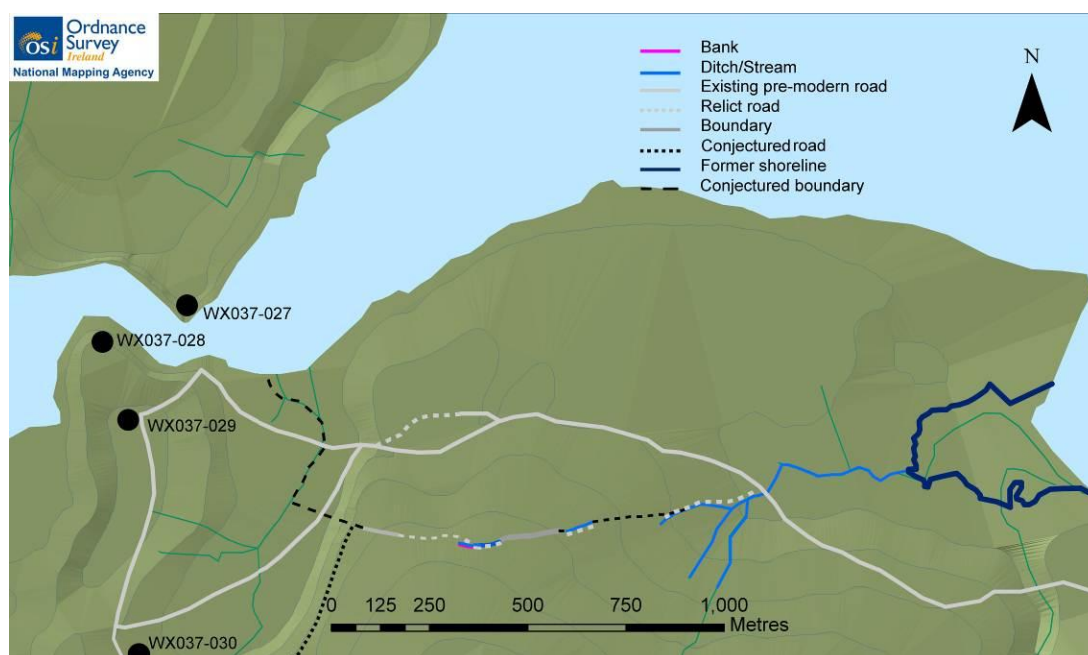 OSi
Ordnance
Survey
Ireland
National Mapping Agency
Bank
Ditch/Stream
Existing pre-modern road
Relict road
Boundary
Conjectured road
Former shoreline
Conjectured boundary
N
WX037-027
WX037-028
WX037-029
0 125 250 500 750 1,000
Metres
WX037-030